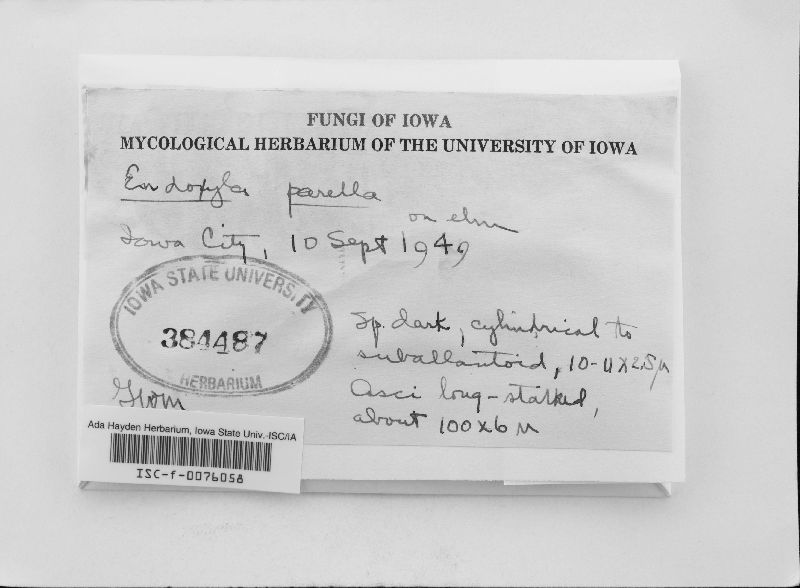 FUNGI OF IOWA
MYCOLOGICAL HERBARIUM OF THE UNIVERSITY OF IOWA
Endoxyla parella
on elm
Iowa City, 10 Sept 1949
IOWA STATE UNIVERSITY
384487
HERBARIUM
Sp. dark, cylindrical to
suballantoid, 10-11 x 2.5 µ
Asci long-stalked,
about 100 x 6 µ
GWM
Ada Hayden Herbarium, Iowa State Univ.-ISC/IA
ISC-f-0076058